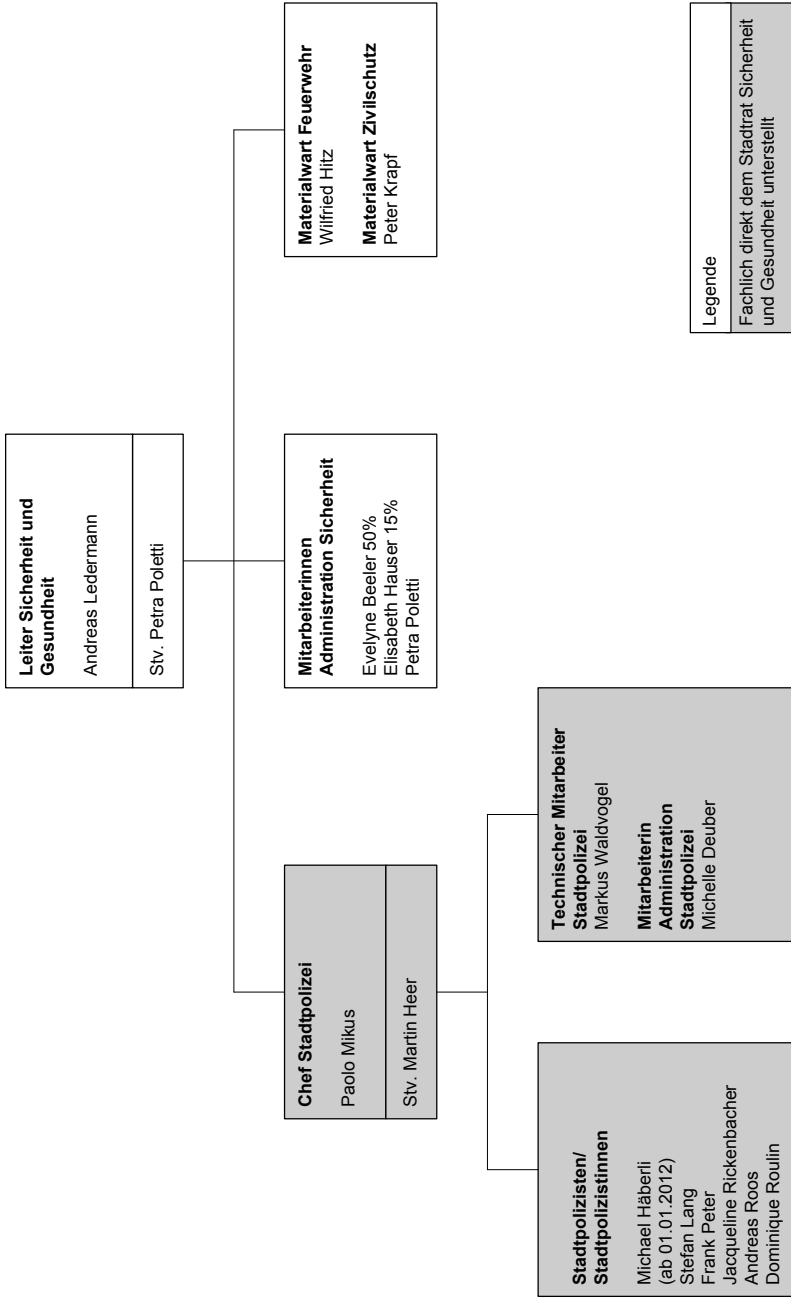 Leiter Sicherheit und
Gesundheit
Andreas Ledermann
Stv. Petra Poletti
Chef Stadtpolizei
Paolo Mikus
Stv. Martin Heer
Mitarbeiterinnen
Administration Sicherheit
Evelyne Beeler 50%
Elisabeth Hauser 15%
Petra Poletti
Materialwart Feuerwehr
Wilfried Hitz
Materialwart Zivilschutz
Peter Krapf
Stadtpolizisten/
Stadtpolizistinnen
Michael Häberli
(ab 01.01.2012)
Stefan Lang
Frank Peter
Jacqueline Rickenbacher
Andreas Roos
Dominique Roulin
Technischer Mitarbeiter
Stadtpolizei
Markus Waldvogel
Mitarbeiterin
Administration
Stadtpolizei
Michelle Deuber
Legende
Fachlich direkt dem Stadtrat Sicherheit
und Gesundheit unterstellt